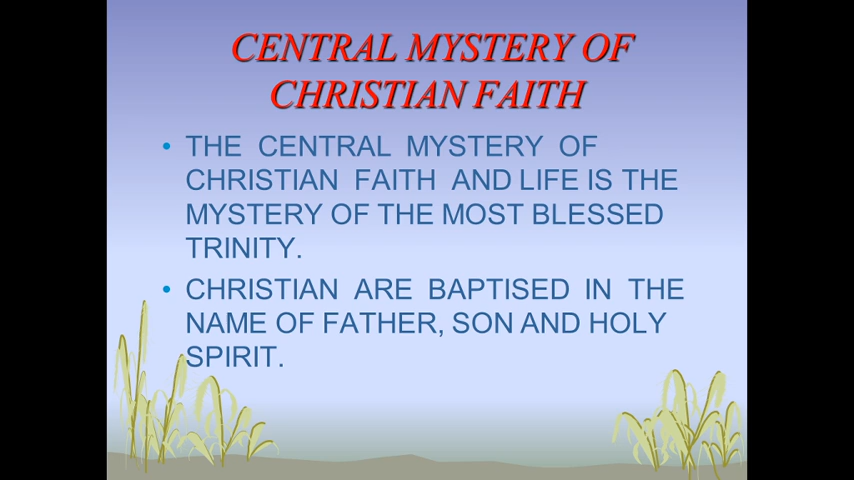 CENTRAL MYSTERY OF
CHRISTIAN FAITH
• THE CENTRAL MYSTERY OF
CHRISTIAN FAITH AND LIFE IS THE
MYSTERY OF THE MOST BLESSED
TRINITY.
• CHRISTIAN ARE BAPTISED IN THE
NAME OF FATHER, SON AND HOLY
SPIRIT.